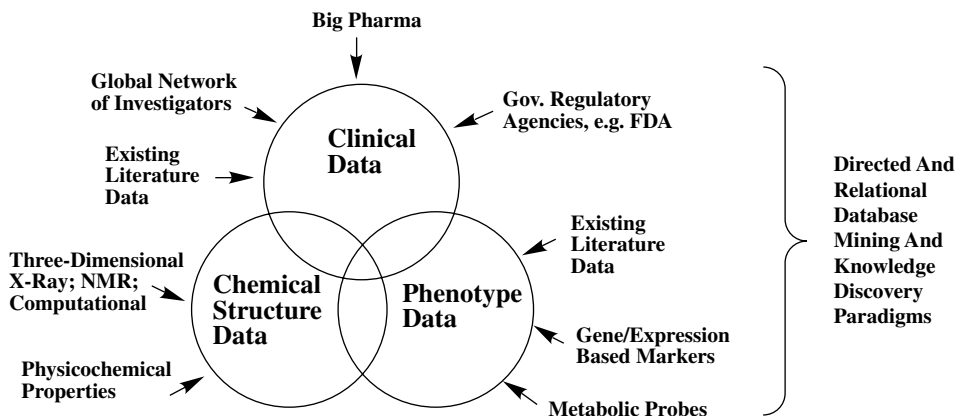 Big Pharma
Global Network
of Investigators
Gov. Regulatory
Agencies, e.g. FDA
Clinical
Data
Existing
Literature
Data
Directed And
Relational
Database
Mining And
Knowledge
Discovery
Paradigms
Existing
Literature
Data
Three-Dimensional
X-Ray; NMR;
Computational
Chemical
Structure
Data
Phenotype
Data
Gene/Expression
Based Markers
Physicochemical
Properties
Metabolic Probes